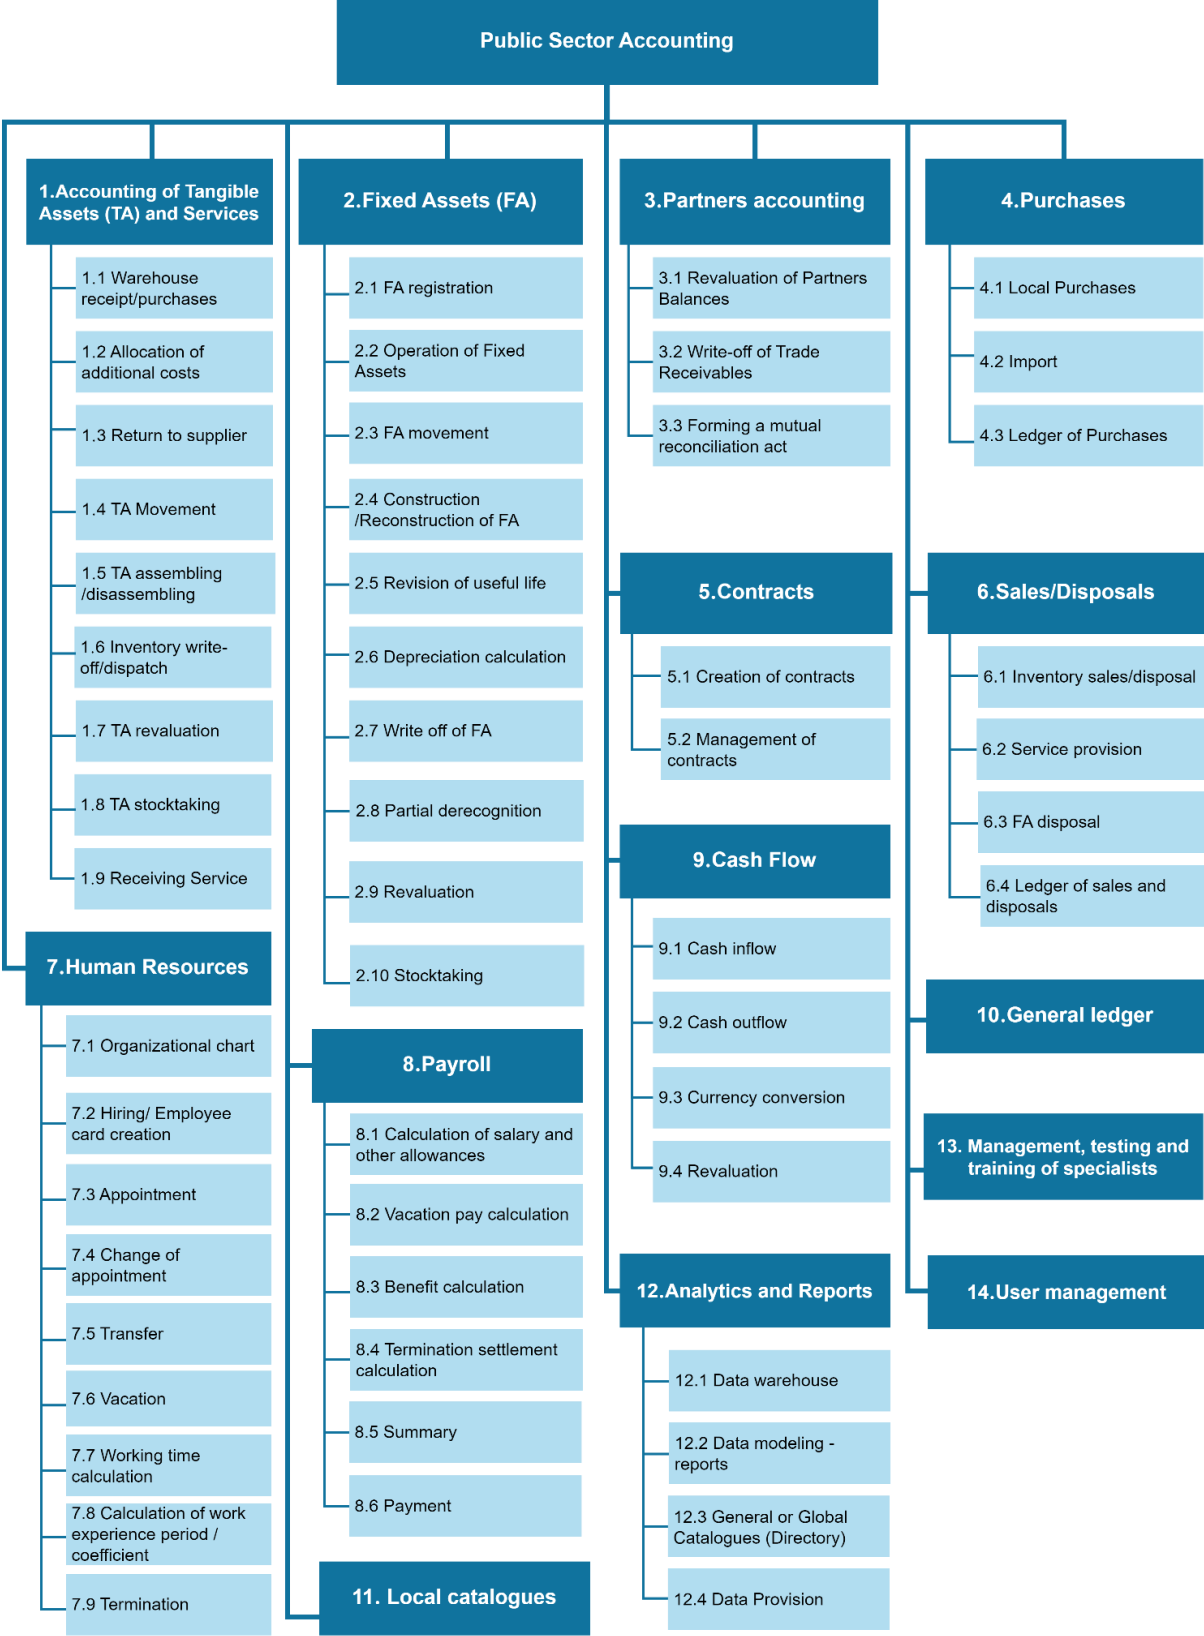 Public Sector Accounting
1.Accounting of Tangible
Assets (TA) and Services
1.1 Warehouse
receipt/purchases
1.2 Allocation of
additional costs
1.3 Return to supplier
1.4 TA Movement
1.5 TA assembling
/disassembling
1.6 Inventory write-
off/dispatch
1.7 TA revaluation
1.8 TA stocktaking
1.9 Receiving Service
2.Fixed Assets (FA)
2.1 FA registration
2.2 Operation of Fixed
Assets
2.3 FA movement
2.4 Construction
/Reconstruction of FA
2.5 Revision of useful life
2.6 Depreciation calculation
2.7 Write off of FA
2.8 Partial derecognition
2.9 Revaluation
2.10 Stocktaking
3.Partners accounting
3.1 Revaluation of Partners
Balances
3.2 Write-off of Trade
Receivables
3.3 Forming a mutual
reconciliation act
4.Purchases
4.1 Local Purchases
4.2 Import
4.3 Ledger of Purchases
5.Contracts
5.1 Creation of contracts
5.2 Management of
contracts
6.Sales/Disposals
6.1 Inventory sales/disposal
6.2 Service provision
6.3 FA disposal
6.4 Ledger of sales and
disposals
7.Human Resources
7.1 Organizational chart
7.2 Hiring/ Employee
card creation
7.3 Appointment
7.4 Change of
appointment
7.5 Transfer
7.6 Vacation
7.7 Working time
calculation
7.8 Calculation of work
experience period /
coefficient
7.9 Termination
8.Payroll
8.1 Calculation of salary and
other allowances
8.2 Vacation pay calculation
8.3 Benefit calculation
8.4 Termination settlement
calculation
8.5 Summary
8.6 Payment
9.Cash Flow
9.1 Cash inflow
9.2 Cash outflow
9.3 Currency conversion
9.4 Revaluation
10.General ledger
11. Local catalogues
12.Analytics and Reports
12.1 Data warehouse
12.2 Data modeling -
reports
12.3 General or Global
Catalogues (Directory)
12.4 Data Provision
13. Management, testing and
training of specialists
14.User management